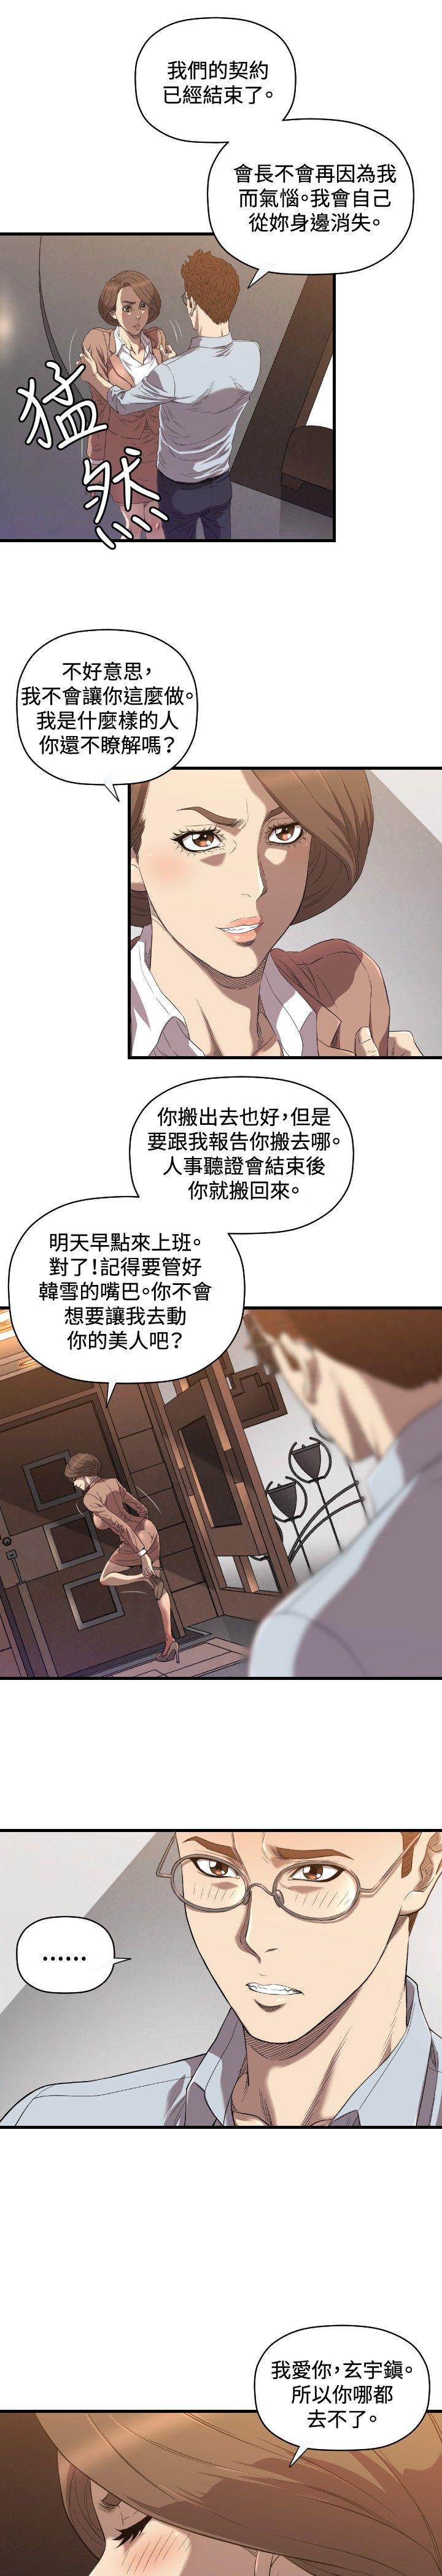 我們的契約
已經結束了。
會長不會再因為我
而氣惱。我會自己
從妳身邊消失。
猛
然
不好意思,
我不會讓你這麼做。
我是什麼樣的人
你還不瞭解嗎？
你搬出去也好,但是
要跟我報告你搬去哪。
人事聽證會結束後
你就搬回來。
明天早點來上班。
對了！記得要管好
韓雪的嘴巴。你不會
想要讓我去動
你的美人吧？
……
我愛你,玄宇鎭。
所以你哪都
去不了。